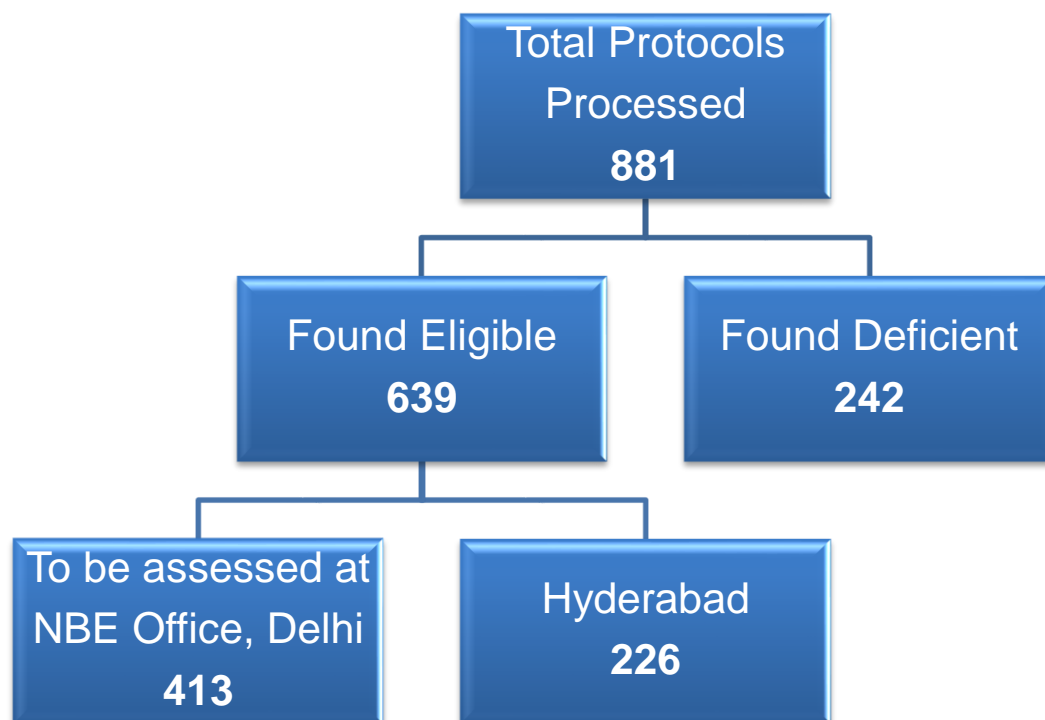 Total Protocols
Processed
881
Found Eligible
639
Found Deficient
242
To be assessed at
NBE Office, Delhi
413
Hyderabad
226